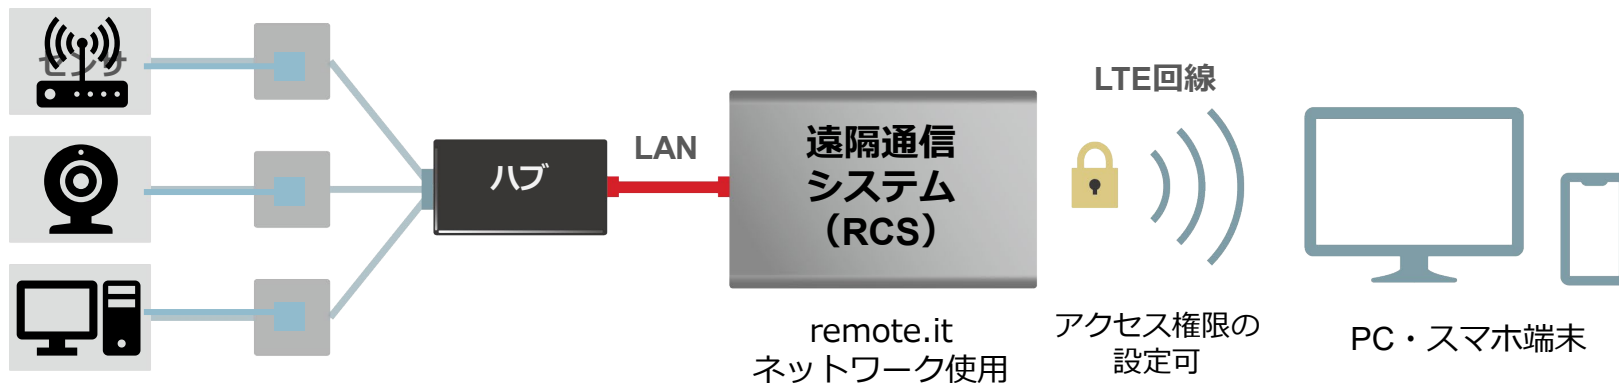 センサ
ハブ
LAN
遠隔通信
システム
（RCS）
remote.it
ネットワーク使用
LTE回線
アクセス権限の
設定可
PC・スマホ端末